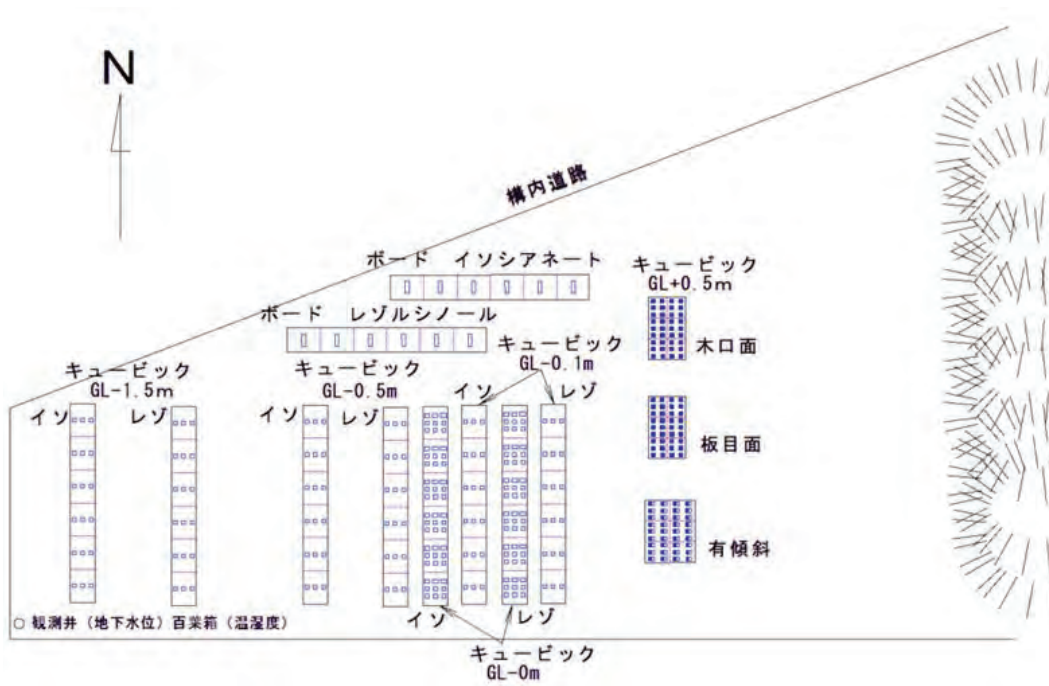 N
構内道路
ボード イソシアネート
キュービック
GL+0.5m
木口面
ボード レゾルシノール
キュービック
GL-0.1m
キュービック
GL-1.5m
キュービック
GL-0.5m
イソ
レゾ
イソ
レゾ
イソ
レゾ
板目面
有傾斜
○ 観測井（地下水位）百葉箱（温湿度）
イソ
レゾ
キュービック
GL-0m